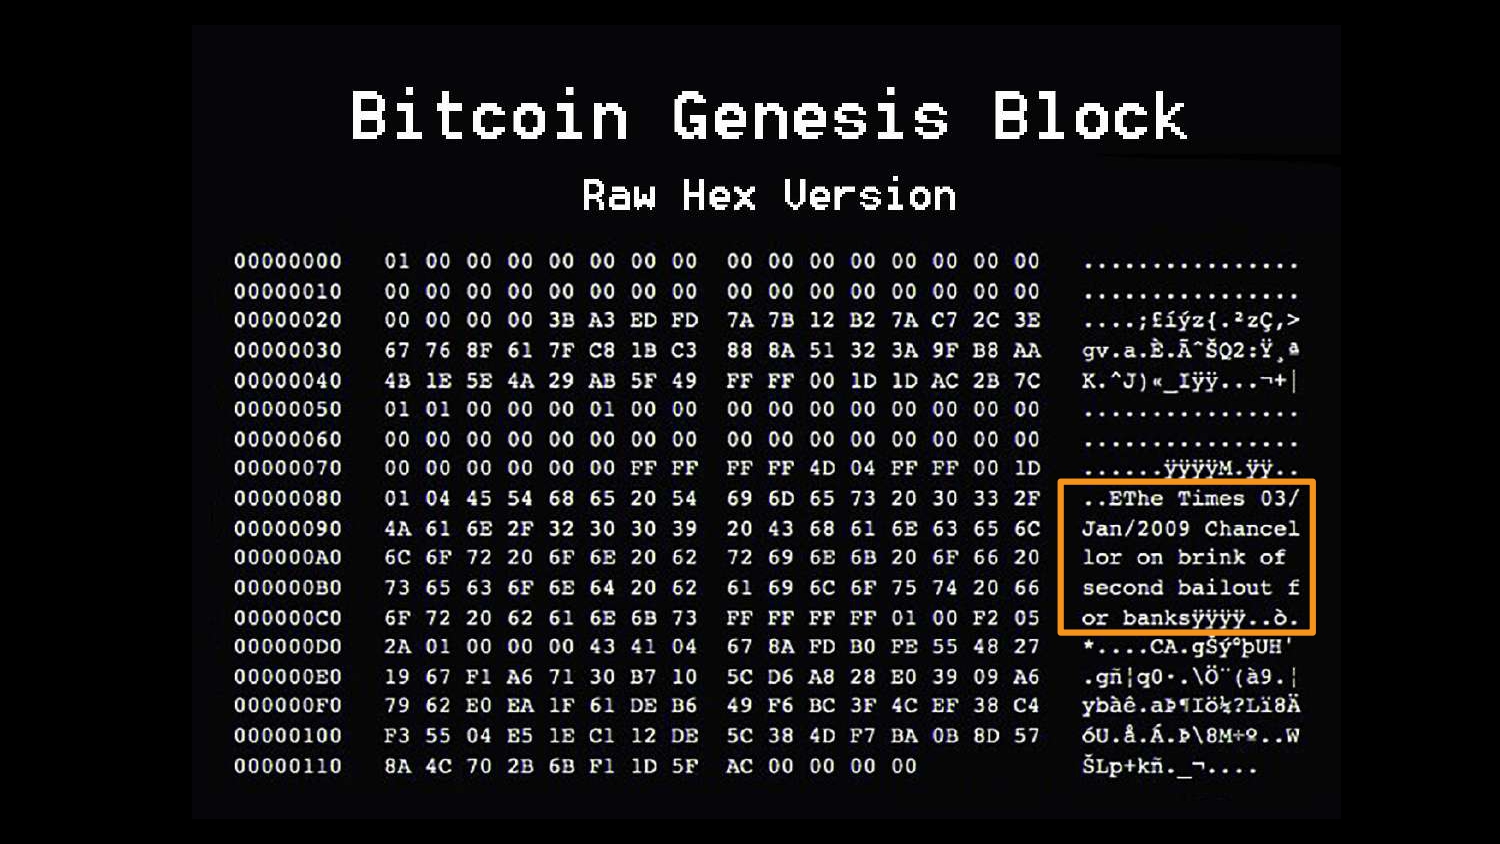 Bitcoin Genesis Block
Raw Hex Version
00000000 01 00 00 00 00 00 00 00 00 00 00 00 00 00 00 00 ................
00000010 00 00 00 00 00 00 00 00 00 00 00 00 00 00 00 00 ................
00000020 00 00 00 00 3B A3 ED FD 7A 7B 12 B2 7A C7 2C 3E ....;£íýz{.²zÇ,>
00000030 67 76 8F 61 7F C8 1B C3 88 8A 51 32 3A 9F B8 AA gv.a.È.ÃˆŠQ2:Ÿ¸ª
00000040 4B 1E 5E 4A 29 AB 5F 49 FF FF 00 1D 1D AC 2B 7C K.^J)«_Iÿÿ...¬+|
00000050 01 01 00 00 00 01 00 00 00 00 00 00 00 00 00 00 ................
00000060 00 00 00 00 00 00 00 00 00 00 00 00 00 00 00 00 ................
00000070 00 00 00 00 00 00 FF FF FF FF 4D 04 FF FF 00 1D ......ÿÿÿÿM.ÿÿ..
00000080 01 04 45 54 68 65 20 54 69 6D 65 73 20 30 33 2F ..EThe Times 03/
00000090 4A 61 6E 2F 32 30 30 39 20 43 68 61 6E 63 65 6C Jan/2009 Chancel
000000A0 6C 6F 72 20 6F 6E 20 62 72 69 6E 6B 20 6F 66 20 lor on brink of
000000B0 73 65 63 6F 6E 64 20 62 61 69 6C 6F 75 74 20 66 second bailout f
000000C0 6F 72 20 62 61 6E 6B 73 FF FF FF FF 01 00 F2 05 or banksÿÿÿÿ..ò.
000000D0 2A 01 00 00 00 43 41 04 67 8A FD B0 FE 55 48 27 *....CA.gŠý°þUH'
000000E0 19 67 F1 A6 71 30 B7 10 5C D6 A8 28 E0 39 09 A6 .gñ¦q0·.\Ö¨(à9.¦
000000F0 79 62 E0 EA 1F 61 DE B6 49 F6 BC 3F 4C EF 38 C4 ybàê.aÞ¶Iö¼?Lï8Ä
00000100 F3 55 04 E5 1E C1 12 DE 5C 38 4D F7 BA 0B 8D 57 óU.å.Á.Þ\8M÷º..W
00000110 8A 4C 70 2B 6B F1 1D 5F AC 00 00 00 00 ŠLp+kñ._¬....